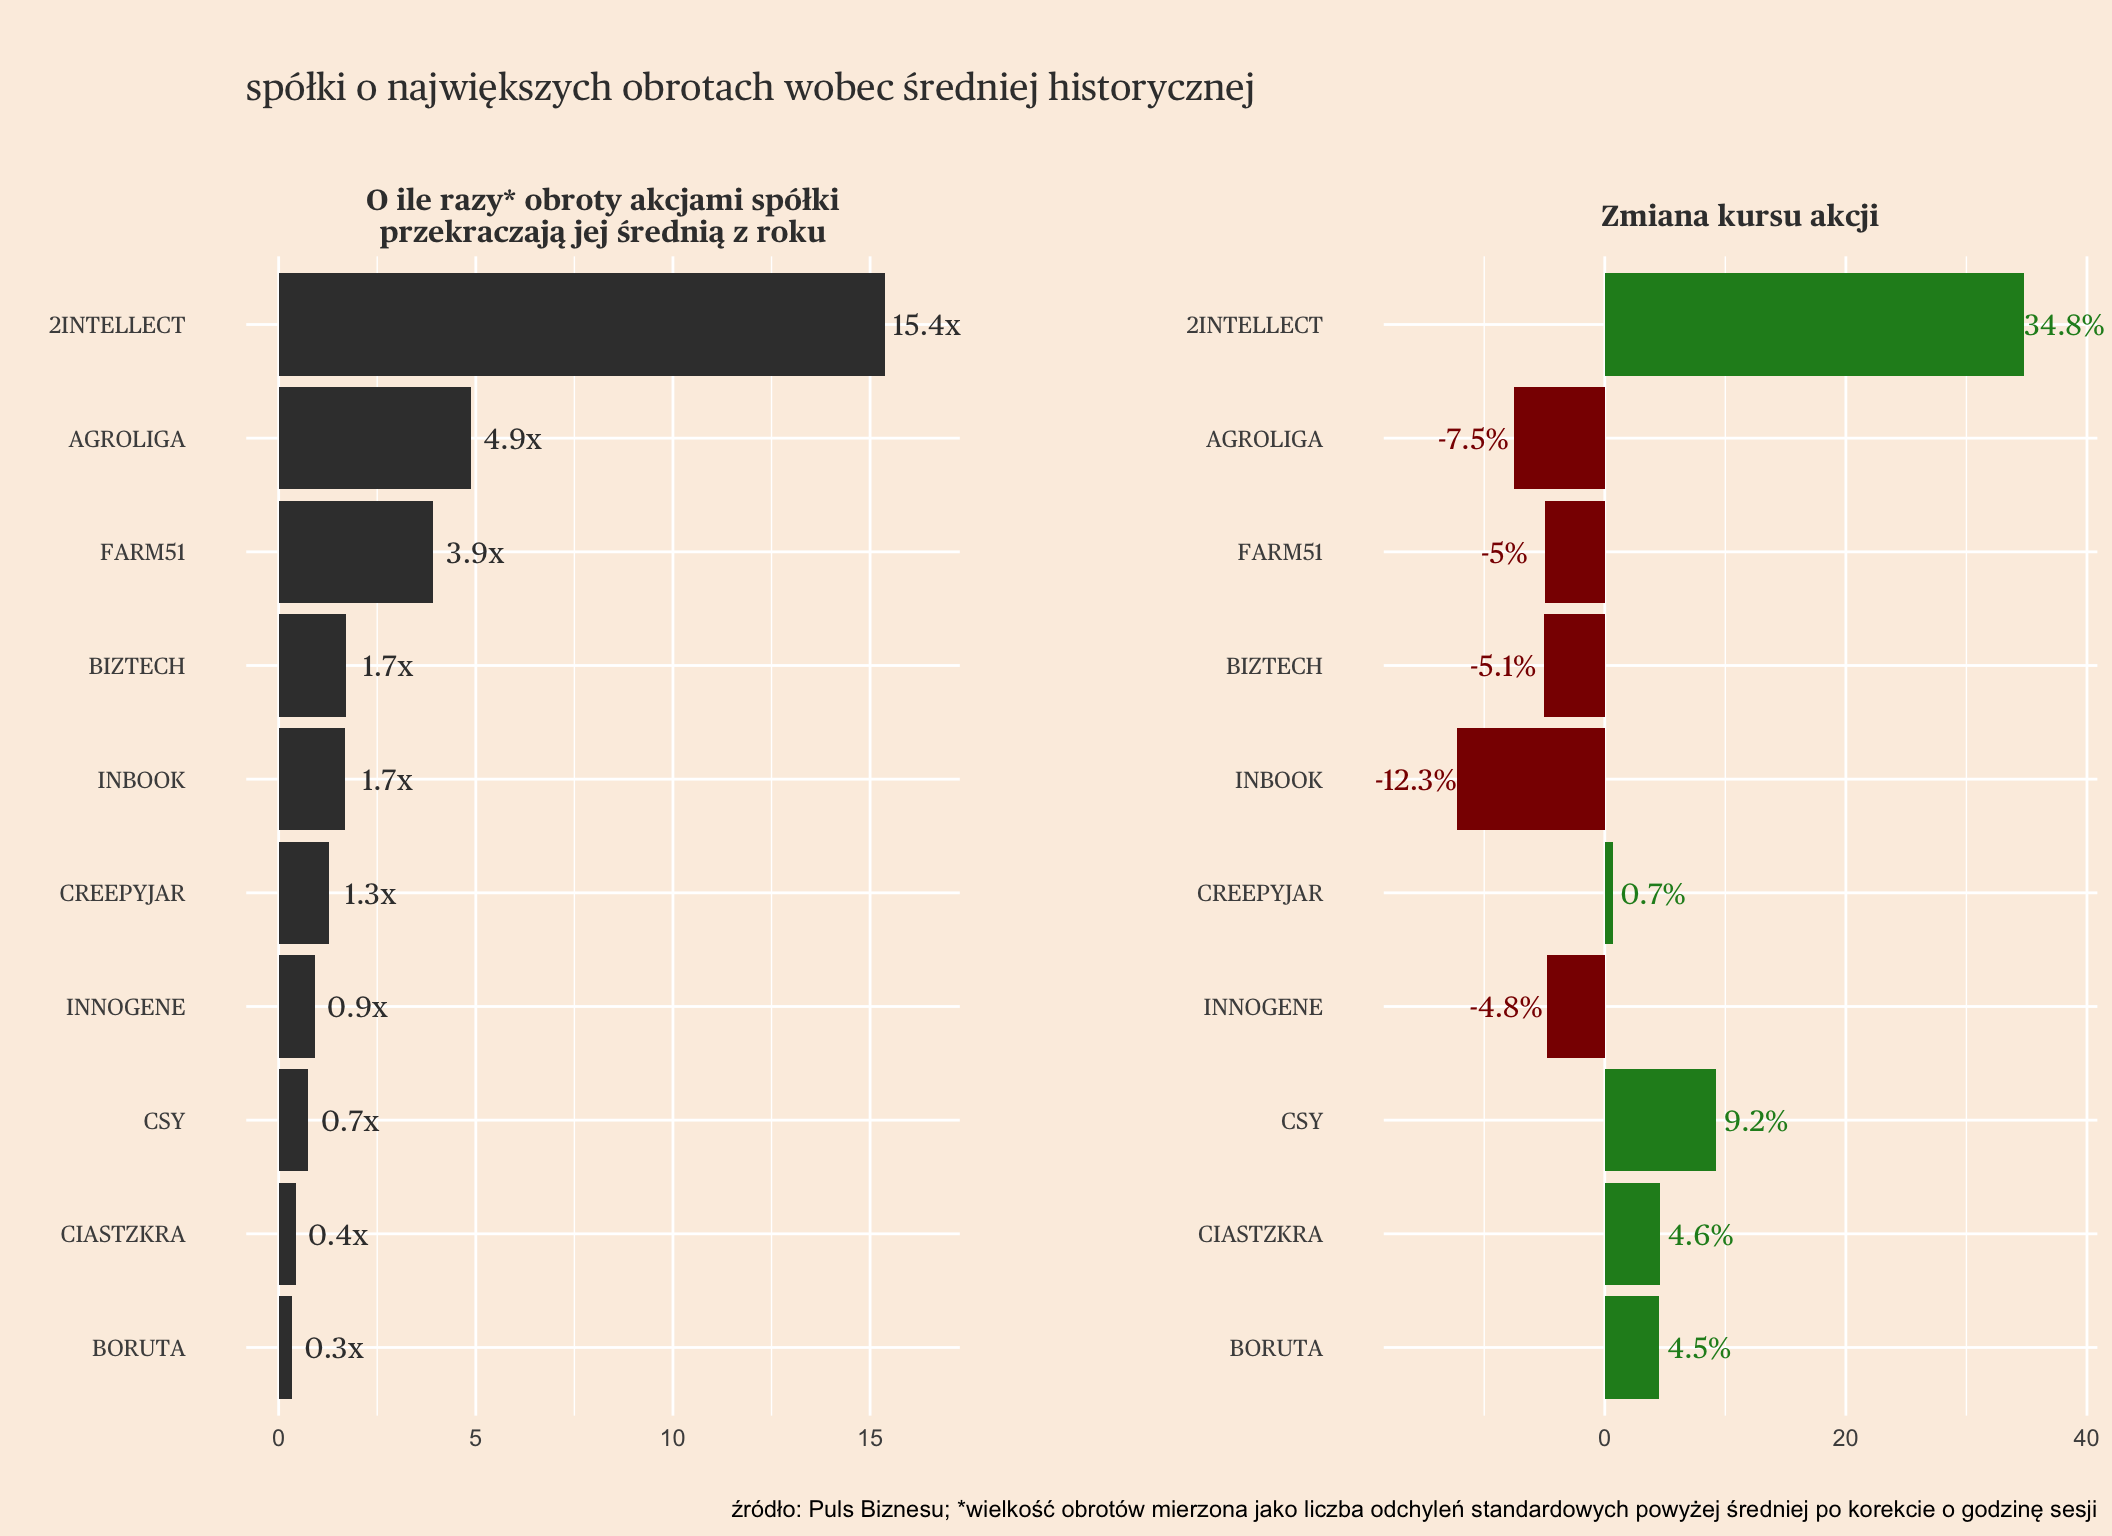 spółki o największych obrotach wobec średniej historycznej
O ile razy* obroty akcjami spółki
przekraczają jej średnią z roku
2INTELLECT 15.4x
AGROLIGA 4.9x
FARM51 3.9x
BIZTECH 1.7x
INBOOK 1.7x
CREEPYJAR 1.3x
INNOGENE 0.9x
CSY 0.7x
CIASTZKRA 0.4x
BORUTA 0.3x
0 5 10 15
Zmiana kursu akcji
2INTELLECT 34.8%
AGROLIGA -7.5%
FARM51 -5%
BIZTECH -5.1%
INBOOK -12.3%
CREEPYJAR 0.7%
INNOGENE -4.8%
CSY 9.2%
CIASTZKRA 4.6%
BORUTA 4.5%
0 20 40
źródło: Puls Biznesu; *wielkość obrotów mierzona jako liczba odchyleń standardowych powyżej średniej po korekcie o godzinę sesji